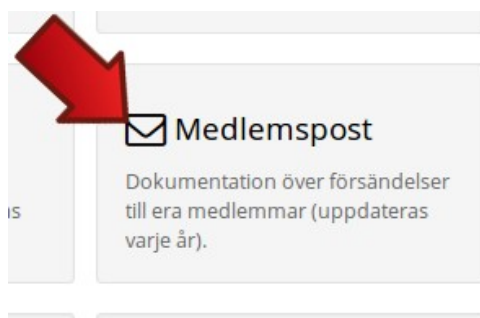 Medlemspost
Dokumentation över försändelser
till era medlemmar (uppdateras
varje år).